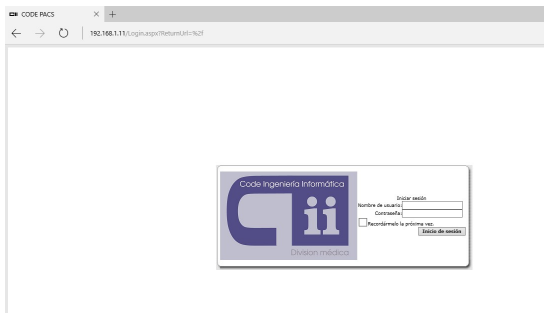 CODE PACS
192.168.1.11/Login.aspx?ReturnUrl=%2f
Code Ingeniería Informática
Cii
División médica
Iniciar sesión
Nombre de usuario:
Contraseña:
Recordármelo la próxima vez.
Inicio de sesión